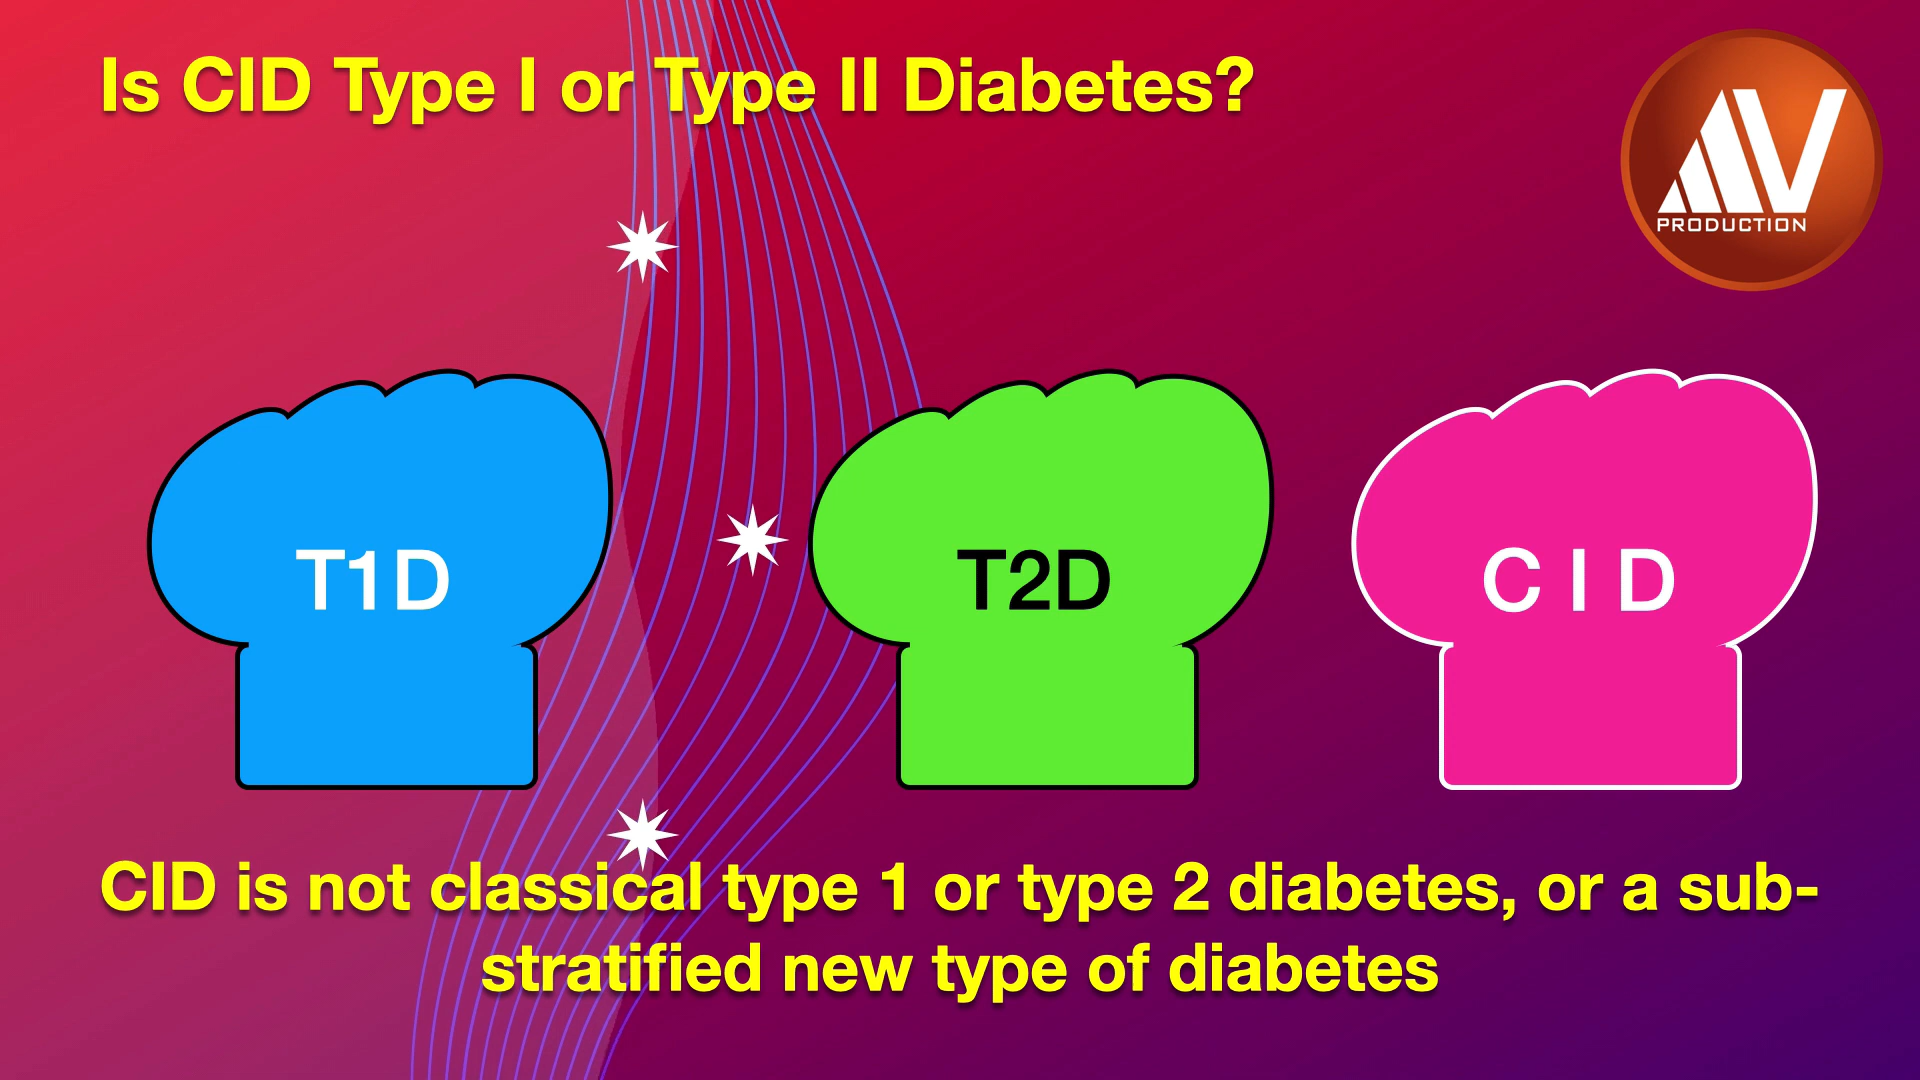 Is CID Type I or Type II Diabetes?
AV
PRODUCTION
T1D
T2D
C I D
CID is not classical type 1 or type 2 diabetes, or a sub-
stratified new type of diabetes